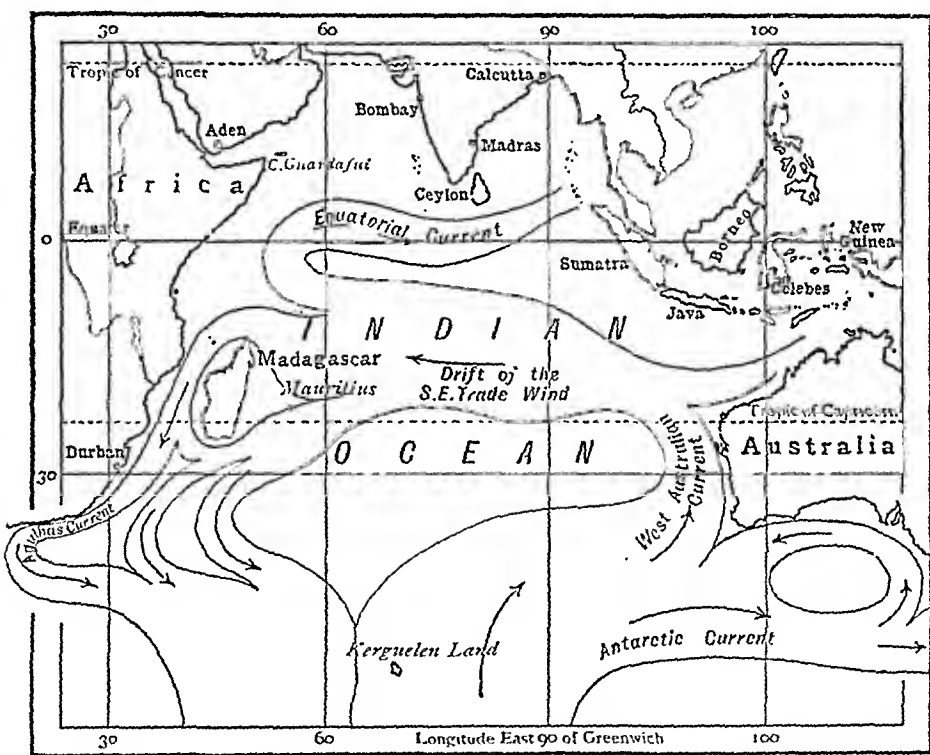 30 60 90 100
Tropic of Cancer
Calcutta
Bombay
Aden
Madras
C. Guardafui
Africa
Ceylon
Equatorial Current
Equator
0
Borneo
New
Guinea
Sumatra
Celebes
Java
INDIAN
Madagascar
Mauritius
Drift of the
S.E. Trade Wind
Tropic of Capricorn
Durban
OCEAN
West Australian
Current
Australia
30
Agulhas Current
Kerguelen Land
Antarctic Current
30 60 Longitude East 90 of Greenwich 100